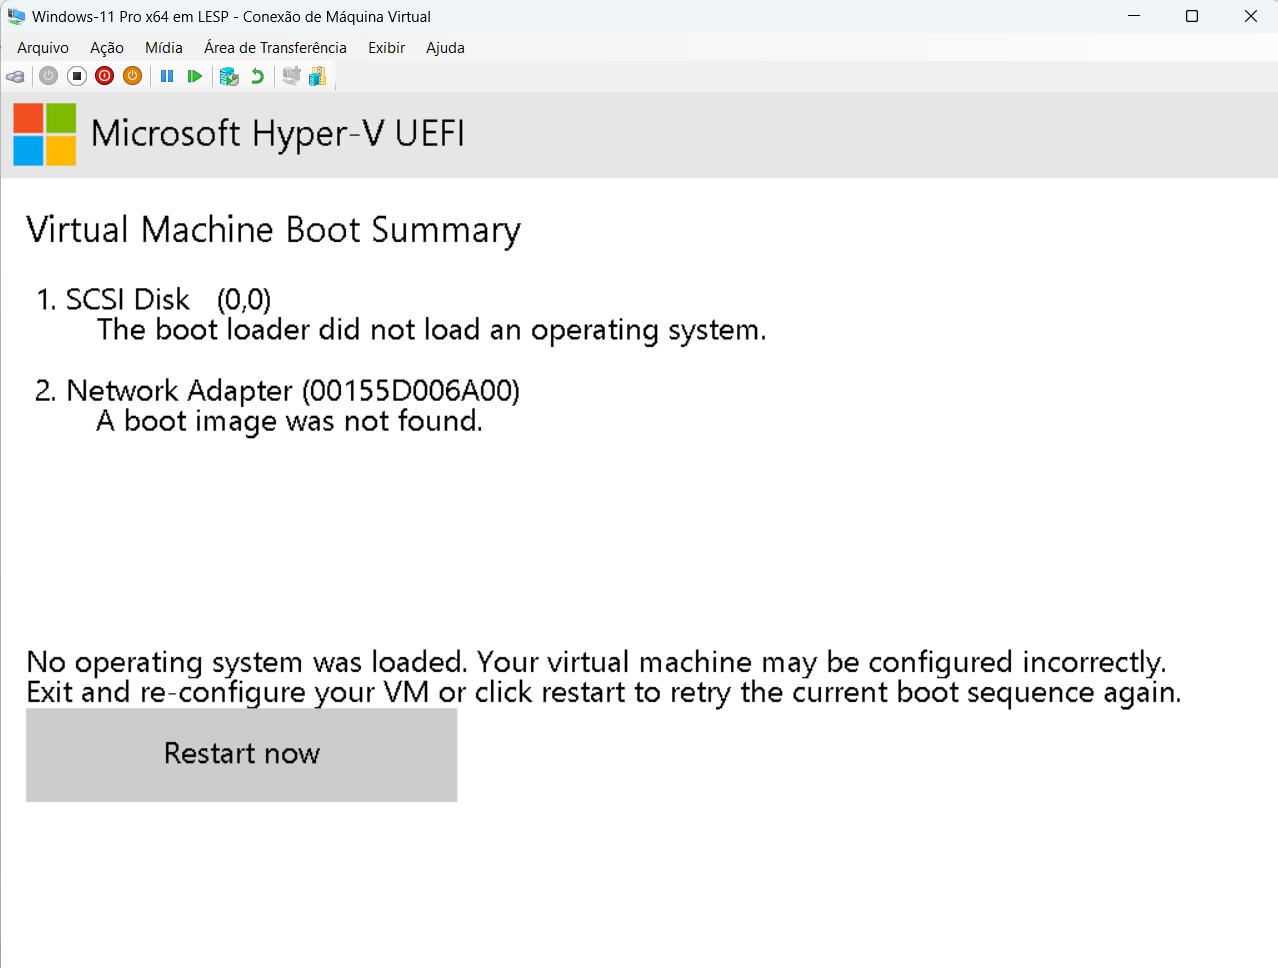 Windows-11 Pro x64 em LESP - Conexão de Máquina Virtual
Arquivo Ação Mídia Área de Transferência Exibir Ajuda
Microsoft Hyper-V UEFI
Virtual Machine Boot Summary
1. SCSI Disk (0,0)
The boot loader did not load an operating system.
2. Network Adapter (00155D006A00)
A boot image was not found.
No operating system was loaded. Your virtual machine may be configured incorrectly.
Exit and re-configure your VM or click restart to retry the current boot sequence again.
Restart now